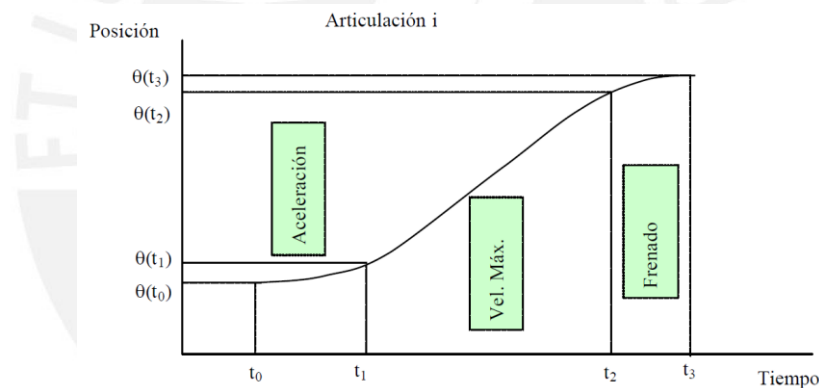 Articulación i
Posición
θ(t3)
θ(t2)
Aceleración
Vel. Máx.
Frenado
θ(t1)
θ(t0)
t0 t1 t2 t3
Tiempo